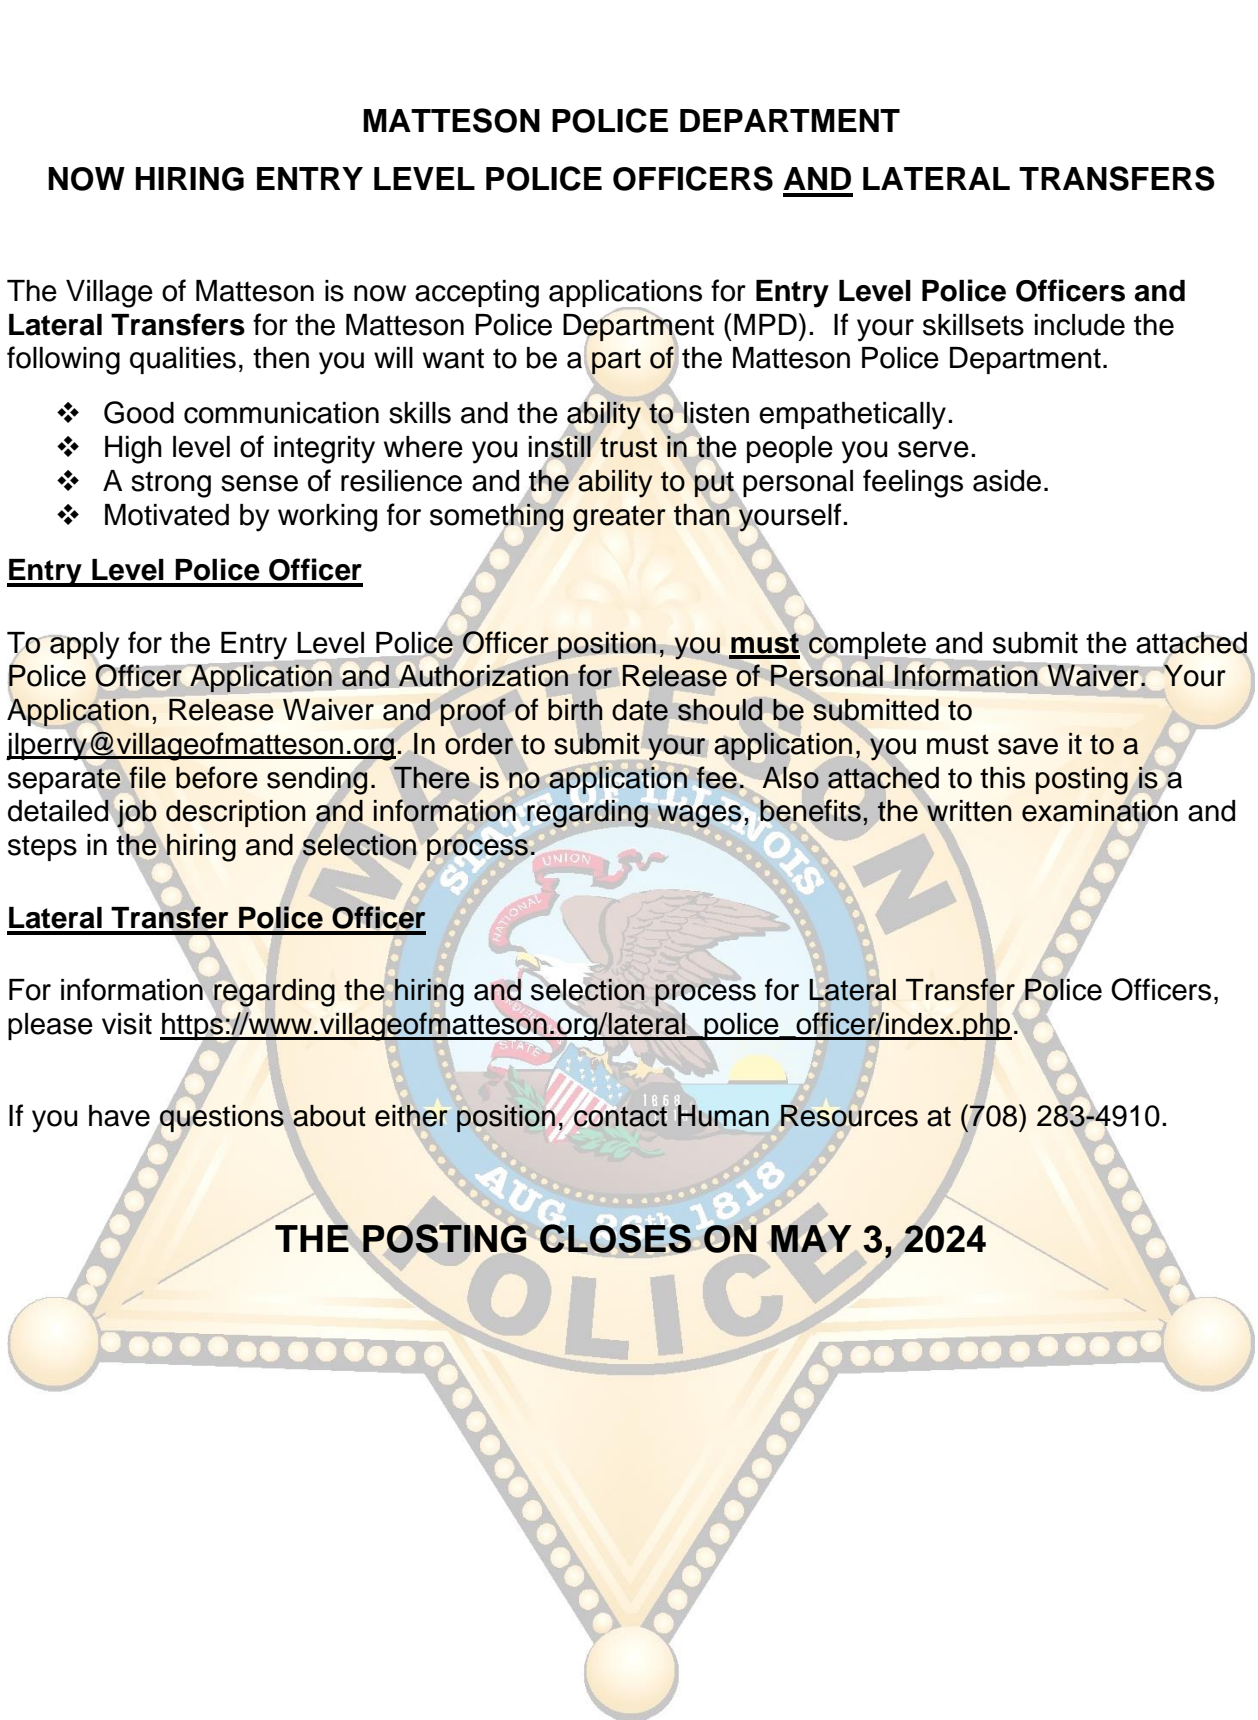 MATTESON POLICE DEPARTMENT
NOW HIRING ENTRY LEVEL POLICE OFFICERS AND LATERAL TRANSFERS
The Village of Matteson is now accepting applications for Entry Level Police Officers and
Lateral Transfers for the Matteson Police Department (MPD).  If your skillsets include the
following qualities, then you will want to be a part of the Matteson Police Department.
❖ Good communication skills and the ability to listen empathetically.
❖ High level of integrity where you instill trust in the people you serve.
❖ A strong sense of resilience and the ability to put personal feelings aside.
❖ Motivated by working for something greater than yourself.
Entry Level Police Officer
To apply for the Entry Level Police Officer position, you must complete and submit the attached
Police Officer Application and Authorization for Release of Personal Information Waiver.  Your
Application, Release Waiver and proof of birth date should be submitted to
jlperry@villageofmatteson.org. In order to submit your application, you must save it to a
separate file before sending.  There is no application fee.  Also attached to this posting is a
detailed job description and information regarding wages, benefits, the written examination and
steps in the hiring and selection process.
Lateral Transfer Police Officer
For information regarding the hiring and selection process for Lateral Transfer Police Officers,
please visit https://www.villageofmatteson.org/lateral_police_officer/index.php.
If you have questions about either position, contact Human Resources at (708) 283-4910.
THE POSTING CLOSES ON MAY 3, 2024
MATTESON
STATE OF ILLINOIS
UNION
NATIONAL
STATE
1868
AUG. 26th 1818
POLICE